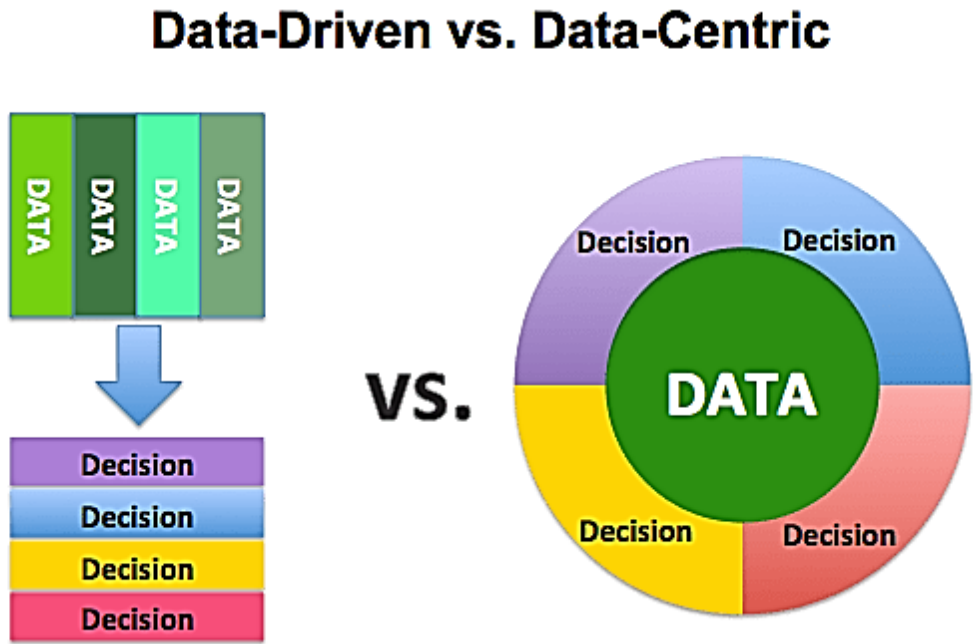 Data-Driven vs. Data-Centric
DATA
DATA
DATA
DATA
Decision
Decision
Decision
Decision
vs.
Decision
Decision
DATA
Decision
Decision